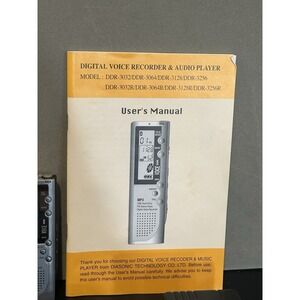 DIGITAL VOICE RECORDER & AUDIO PLAYER
MODEL : DDR-3032/DDR-3064/DDR-3128/DDR-3256
DDR-3032R/DDR-3064R/DDR-3128R/DDR-3256R
User's Manual
MP3
Thank you for choosing our DIGITAL VOICE RECODER & MUSIC
PLAYER from DIASONIC TECHNOLOGY CO.,LTD. Before use,
read through the User's Manual carefully. We advise you to keep
this user's manual to avoid possible technical difficulties.